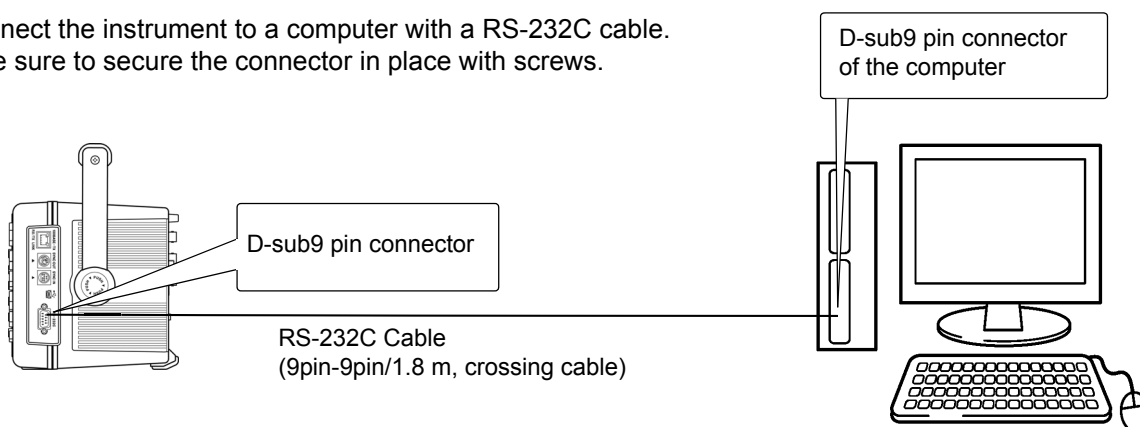 nnect the instrument to a computer with a RS-232C cable.
e sure to secure the connector in place with screws.
D-sub9 pin connector
of the computer
D-sub9 pin connector
RS-232C Cable
(9pin-9pin/1.8 m, crossing cable)